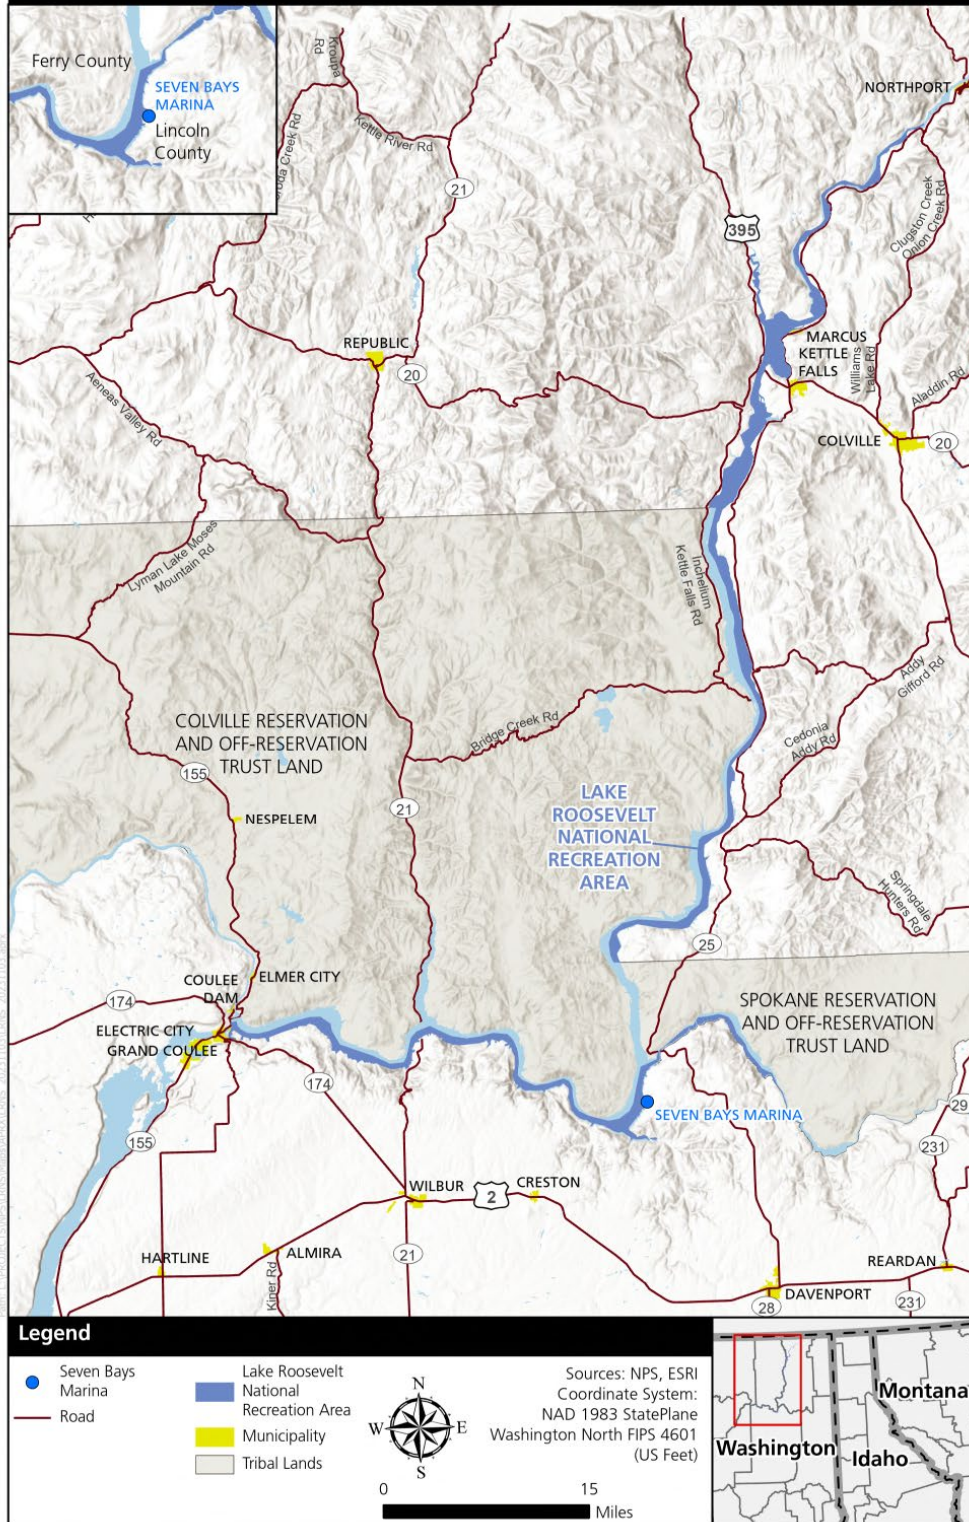 Ferry County
SEVEN BAYS
MARINA
Lincoln
County
Kroupa
Rd
Kettle River Rd
Creek Rd
21
395
NORTHPORT
Clugston Creek
Onion Creek Rd
REPUBLIC
20
MARCUS
KETTLE
FALLS
Williams
Lake Rd
Aladdin Rd
COLVILLE
20
Aeneas Valley Rd
Lyman Lake Moses
Mountain Rd
Inchelium
Kettle Falls Rd
Addy
Gifford Rd
Cedonia
Addy Rd
Bridge Creek Rd
COLVILLE RESERVATION
AND OFF-RESERVATION
TRUST LAND
155
NESPELEM
21
LAKE
ROOSEVELT
NATIONAL
RECREATION
AREA
Springdale
Hunters Rd
25
ELMER CITY
COULEE
DAM
174
ELECTRIC CITY
GRAND COULEE
SPOKANE RESERVATION
AND OFF-RESERVATION
TRUST LAND
174
SEVEN BAYS MARINA
291
231
155
WILBUR
2
CRESTON
HARTLINE
ALMIRA
21
Kiner Rd
REARDAN
DAVENPORT
28
231
Legend
Seven Bays
Marina
Road
Lake Roosevelt
National
Recreation Area
Municipality
Tribal Lands
N
W
E
S
0
15
Miles
Sources: NPS, ESRI
Coordinate System:
NAD 1983 StatePlane
Washington North FIPS 4601
(US Feet)
Washington
Idaho
Montana